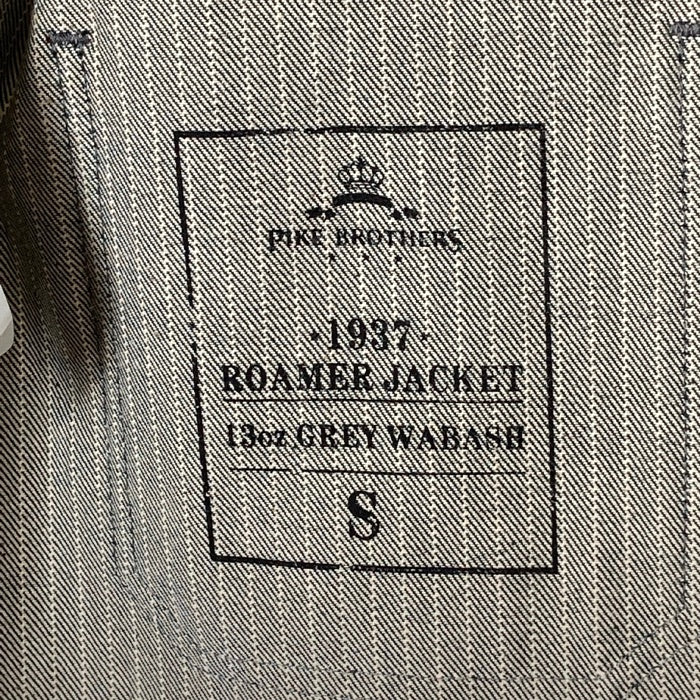 PIKE BROTHERS
·1937·
ROAMER JACKET
13oz GREY WABASH
S